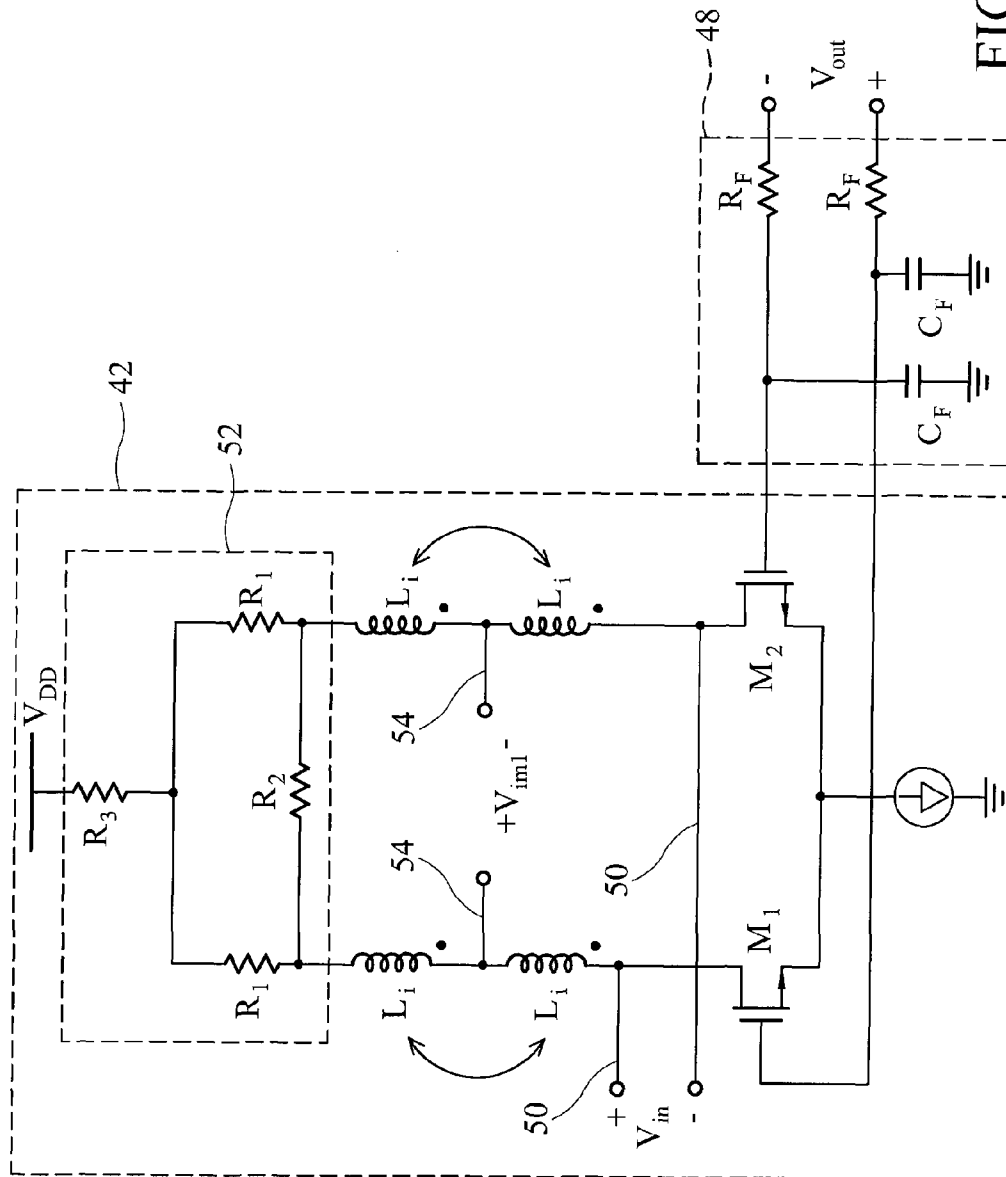 42
52
V_DD
R_3
R_1
R_1
R_2
L_i
L_i
L_i
L_i
54
54
+V_im1-
50
50
+
V_in
-
M_1
M_2
48
R_F
R_F
C_F
C_F
-
V_out
+